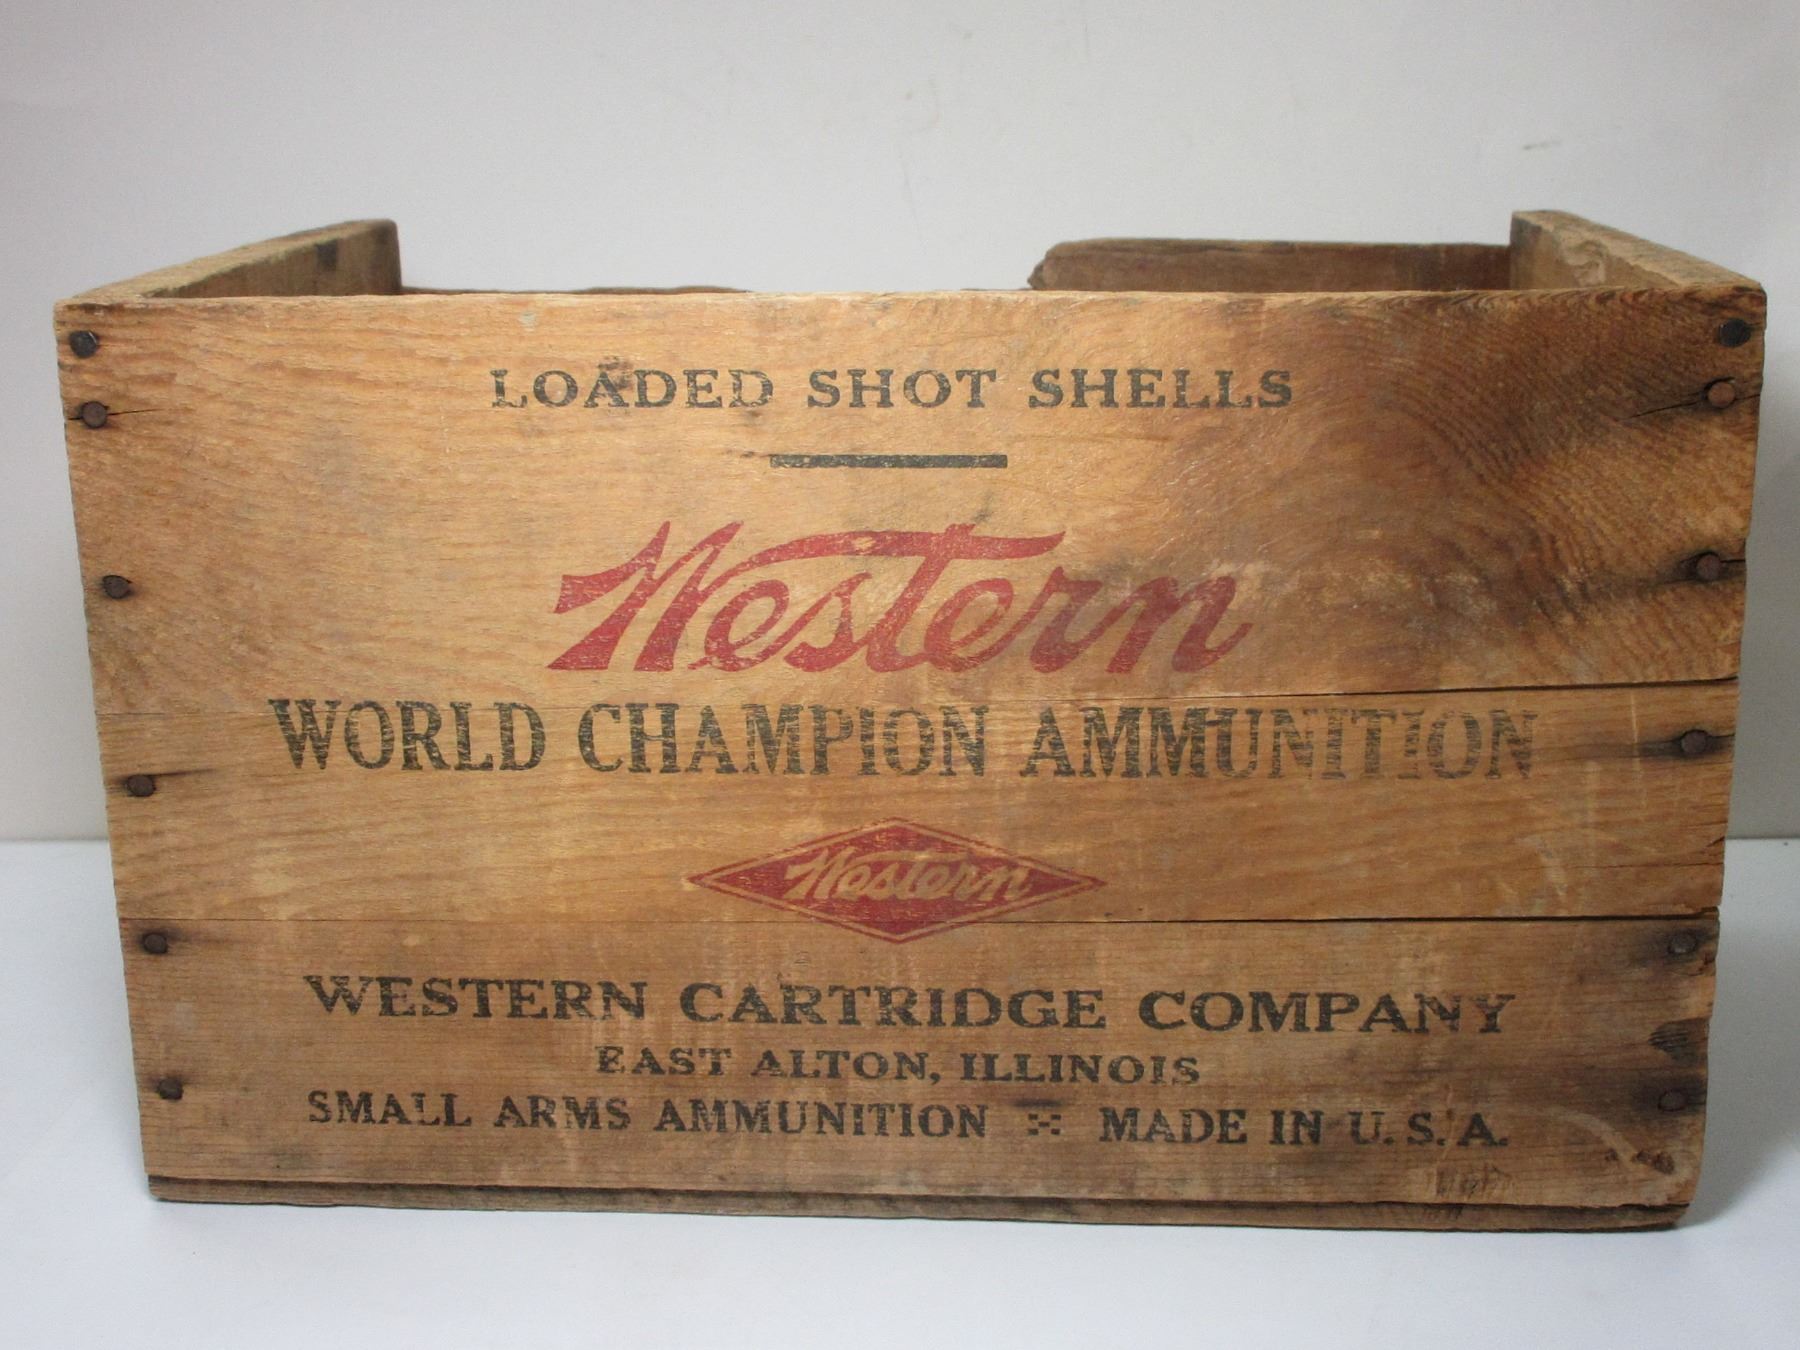 LOADED SHOT SHELLS
Western
WORLD CHAMPION AMMUNITION
Western
WESTERN CARTRIDGE COMPANY
EAST ALTON, ILLINOIS
SMALL ARMS AMMUNITION MADE IN U.S.A.